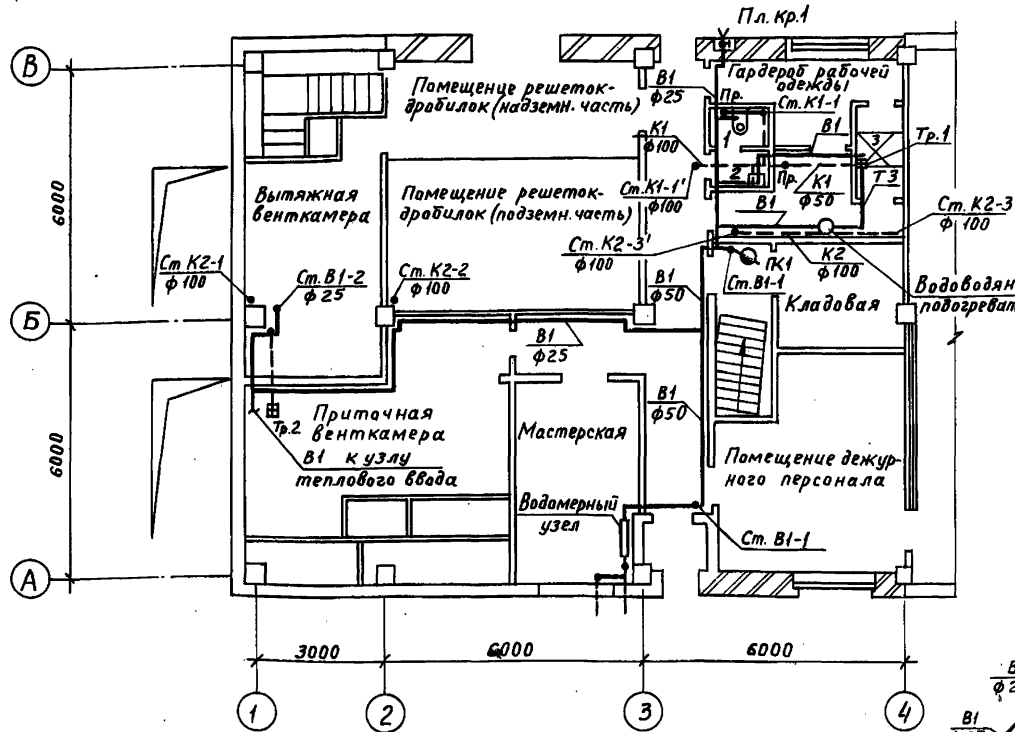 Пл. кр.1
В
Помещение решеток-
дробилок (надземн. часть)
В1
ф25
Гардероб рабочей
одежды
Пр.
Ст. К1-1
К1
ф100
1
В1
3
Тр.1
2
Пр.
К1
ф50
Т3
6000
Вытяжная
венткамера
Помещение решеток-
дробилок (подземн. часть)
Ст. К1-1'
ф100
В1
Ст. К2-3
ф100
Ст. К2-3'
ф100
К2
ф100
Ст К2-1
ф100
Ст. В1-2
ф25
Ст. К2-2
ф100
В1
ф50
ПК1
Ст.В1-1
Водоводян
подогреват
Кладовая
Б
В1
ф25
В1
ф50
6000
Тр.2
Приточная
венткамера
Мастерская
В1 к узлу
теплового ввода
Помещение дежур-
ного персонала
Водомерный
узел
Ст. В1-1
А
3000
6000
6000
1
2
3
4
ф2
В1